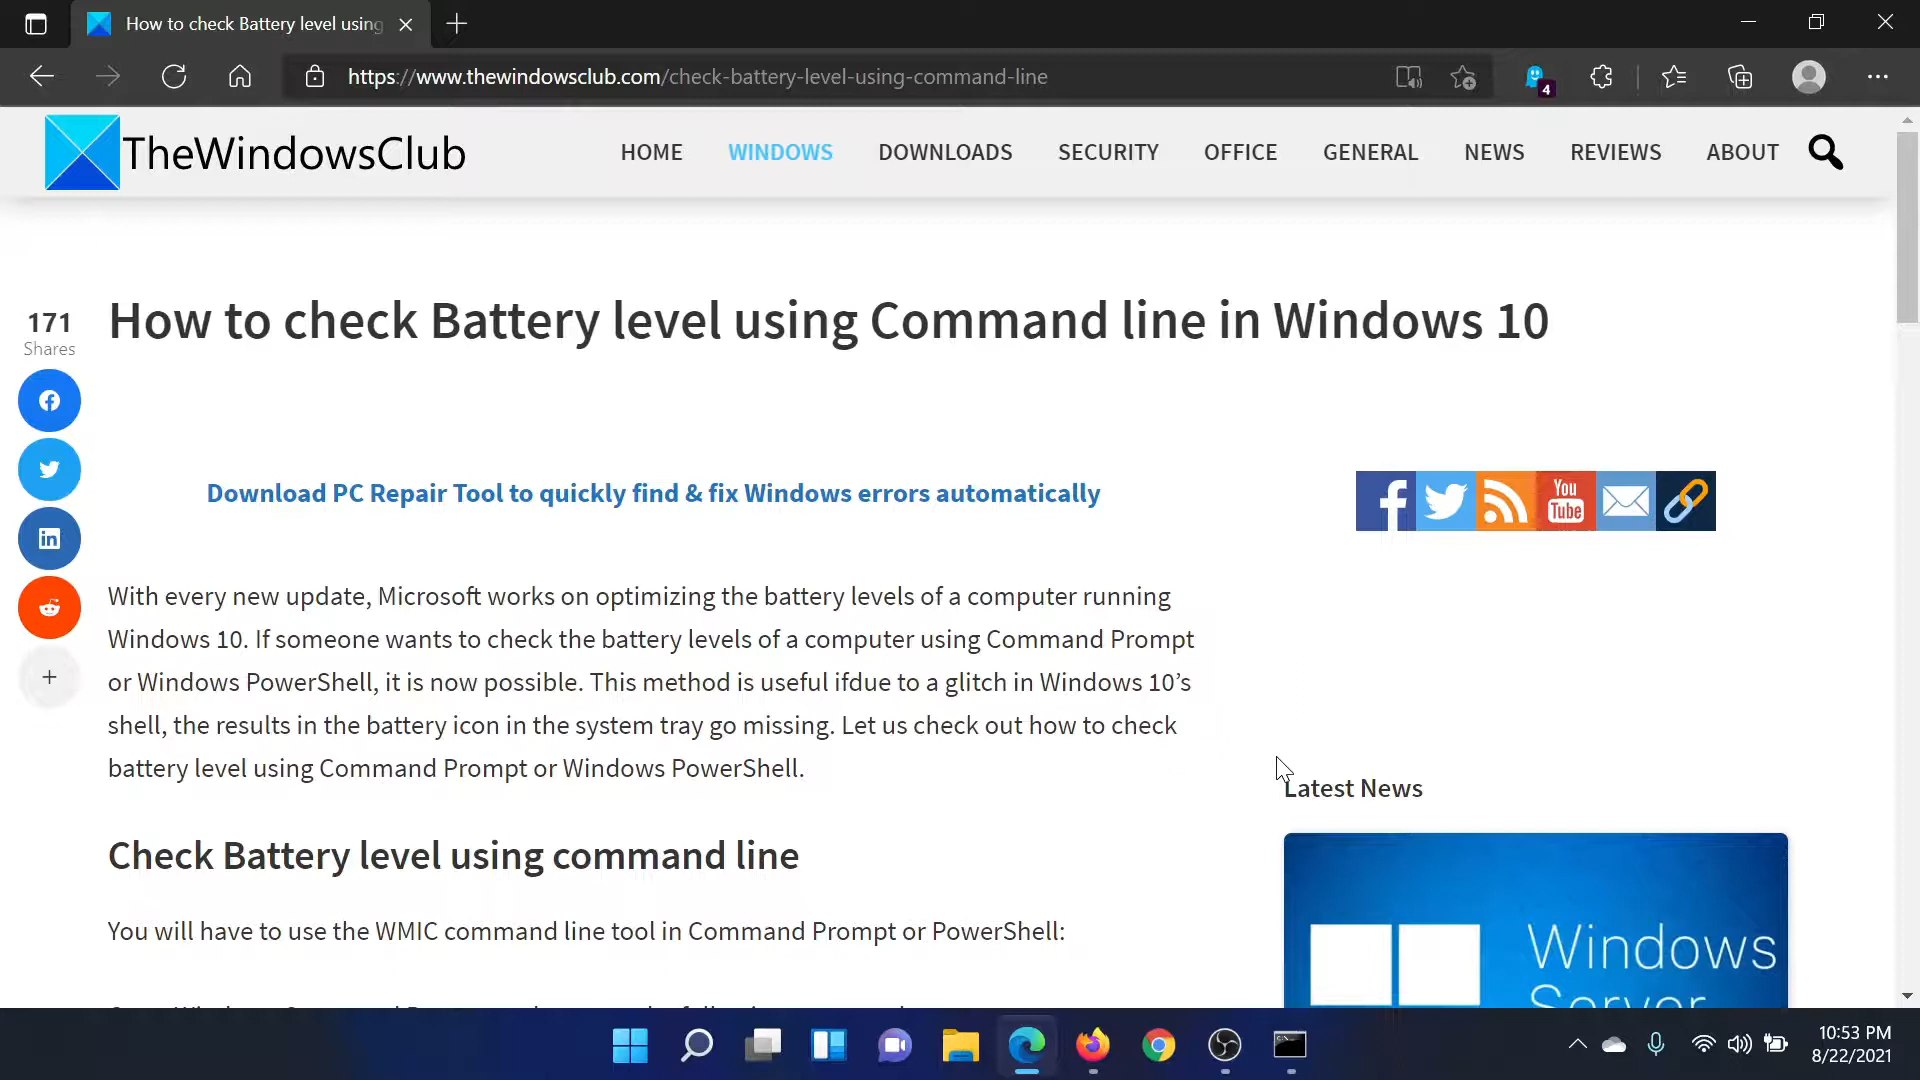 How to check Battery level using
https://www.thewindowsclub.com/check-battery-level-using-command-line
4
TheWindowsClub
HOME WINDOWS DOWNLOADS SECURITY OFFICE GENERAL NEWS REVIEWS ABOUT
171
Shares
How to check Battery level using Command line in Windows 10
Download PC Repair Tool to quickly find & fix Windows errors automatically
You
Tube
With every new update, Microsoft works on optimizing the battery levels of a computer running
Windows 10. If someone wants to check the battery levels of a computer using Command Prompt
or Windows PowerShell, it is now possible. This method is useful ifdue to a glitch in Windows 10’s
shell, the results in the battery icon in the system tray go missing. Let us check out how to check
battery level using Command Prompt or Windows PowerShell.
Latest News
Check Battery level using command line
You will have to use the WMIC command line tool in Command Prompt or PowerShell:
Windows
Server
10:53 PM
8/22/2021